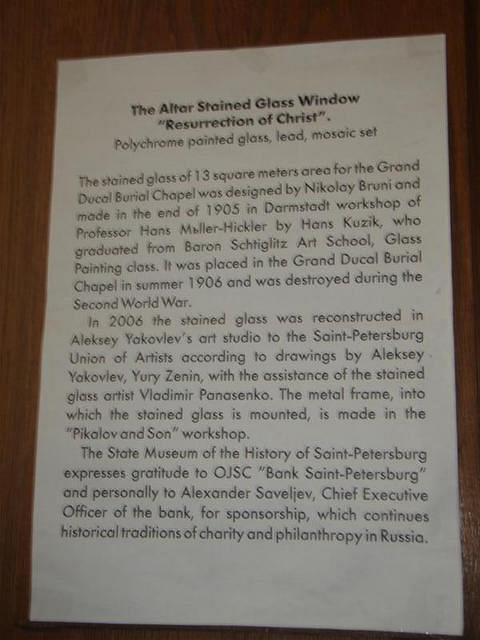 The Altar Stained Glass Window
"Resurrection of Christ".
Polychrome painted glass, lead, mosaic set
The stained glass of 13 square meters area for the Grand
Ducal Burial Chapel was designed by Nikolay Bruni and
made in the end of 1905 in Darmstadt workshop of
Professor Hans Mьller-Hickler by Hans Kuzik, who
graduated from Baron Schtiglitz Art School, Glass
Painting class. It was placed in the Grand Ducal Burial
Chapel in summer 1906 and was destroyed during the
Second World War.
In 2006 the stained glass was reconstructed in
Aleksey Yakovlev's art studio to the Saint-Petersburg
Union of Artists according to drawings by Aleksey
Yakovlev, Yury Zenin, with the assistance of the stained
glass artist Vladimir Panasenko. The metal frame, into
which the stained glass is mounted, is made in the
"Pikalov and Son" workshop.
The State Museum of the History of Saint-Petersburg
expresses gratitude to OJSC "Bank Saint-Petersburg"
and personally to Alexander Saveljev, Chief Executive
Officer of the bank, for sponsorship, which continues
historical traditions of charity and philanthropy in Russia.